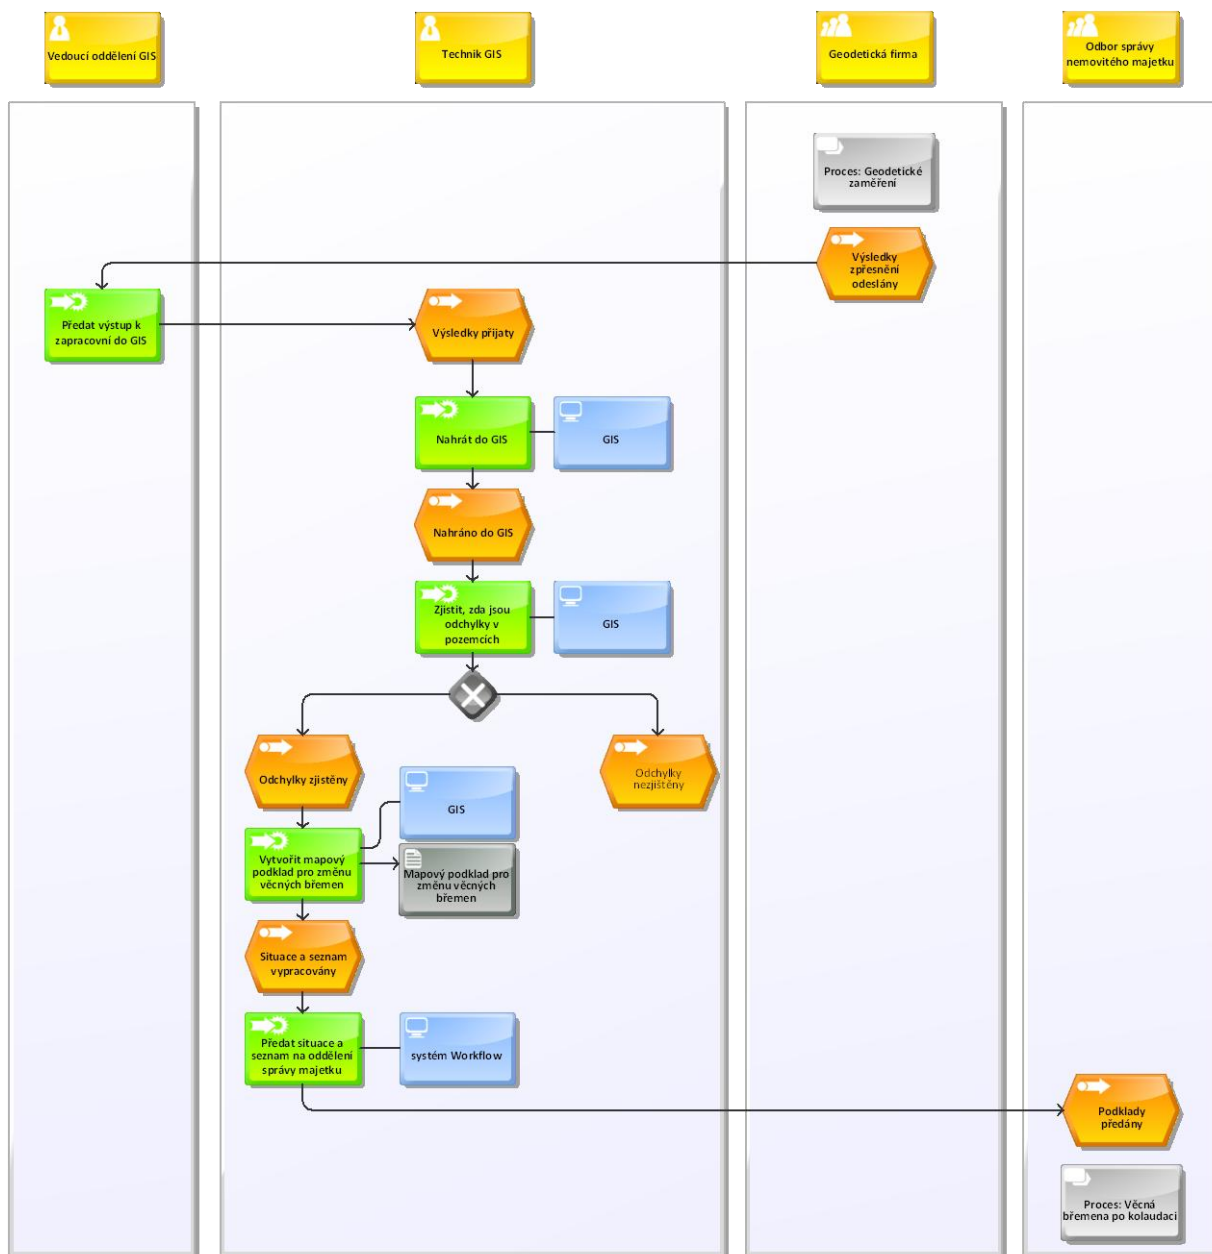 Vedoucí oddělení GIS
Technik GIS
Geodetická firma
Odbor správy
nemovitého majetku
Proces: Geodetické
zaměření
Výsledky
zpřesnění
odeslány
Předat výstup k
zapracovní do GIS
Výsledky přijaty
Nahrát do GIS
GIS
Nahráno do GIS
Zjistit, zda jsou
odchylky v
pozemcích
GIS
Odchylky zjistěny
Odchylky
nezjištěny
GIS
Vytvořit mapový
podklad pro změnu
věcných břemen
Mapový podklad pro
změnu věcných
břemen
Situace a seznam
vypracovány
Předat situace a
seznam na oddělení
správy majetku
systém Workflow
Podklady
předány
Proces: Věcná
břemena po kolaudaci